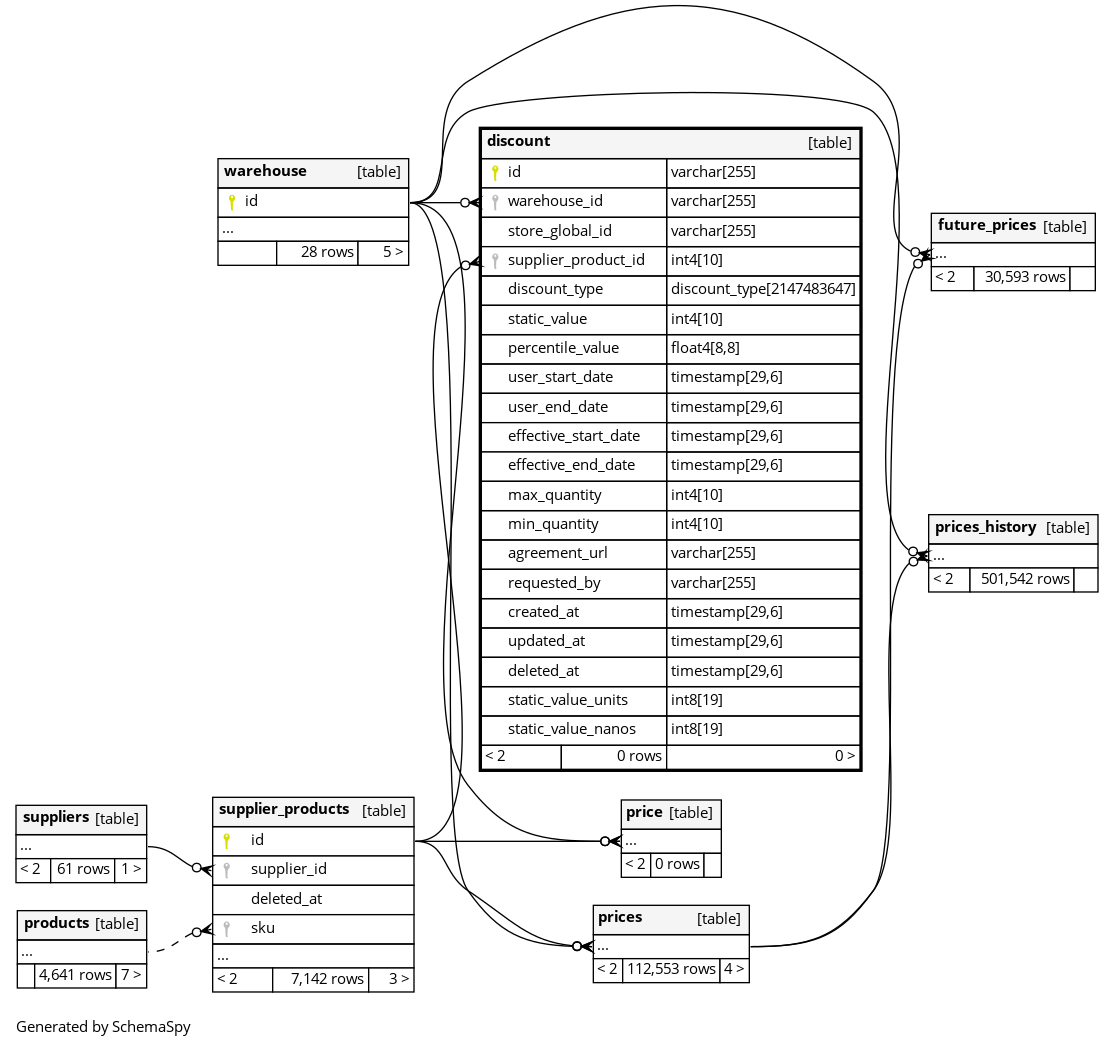 warehouse [table]
id
...
28 rows 5 >
discount [table]
id varchar[255]
warehouse_id varchar[255]
store_global_id varchar[255]
supplier_product_id int4[10]
discount_type discount_type[2147483647]
static_value int4[10]
percentile_value float4[8,8]
user_start_date timestamp[29,6]
user_end_date timestamp[29,6]
effective_start_date timestamp[29,6]
effective_end_date timestamp[29,6]
max_quantity int4[10]
min_quantity int4[10]
agreement_url varchar[255]
requested_by varchar[255]
created_at timestamp[29,6]
updated_at timestamp[29,6]
deleted_at timestamp[29,6]
static_value_units int8[19]
static_value_nanos int8[19]
< 2 0 rows 0 >
future_prices [table]
...
< 2 30,593 rows
prices_history [table]
...
< 2 501,542 rows
suppliers [table]
...
< 2 61 rows 1 >
products [table]
...
4,641 rows 7 >
supplier_products [table]
id
supplier_id
deleted_at
sku
...
< 2 7,142 rows 3 >
price [table]
...
< 2 0 rows
prices [table]
...
< 2 112,553 rows 4 >
Generated by SchemaSpy